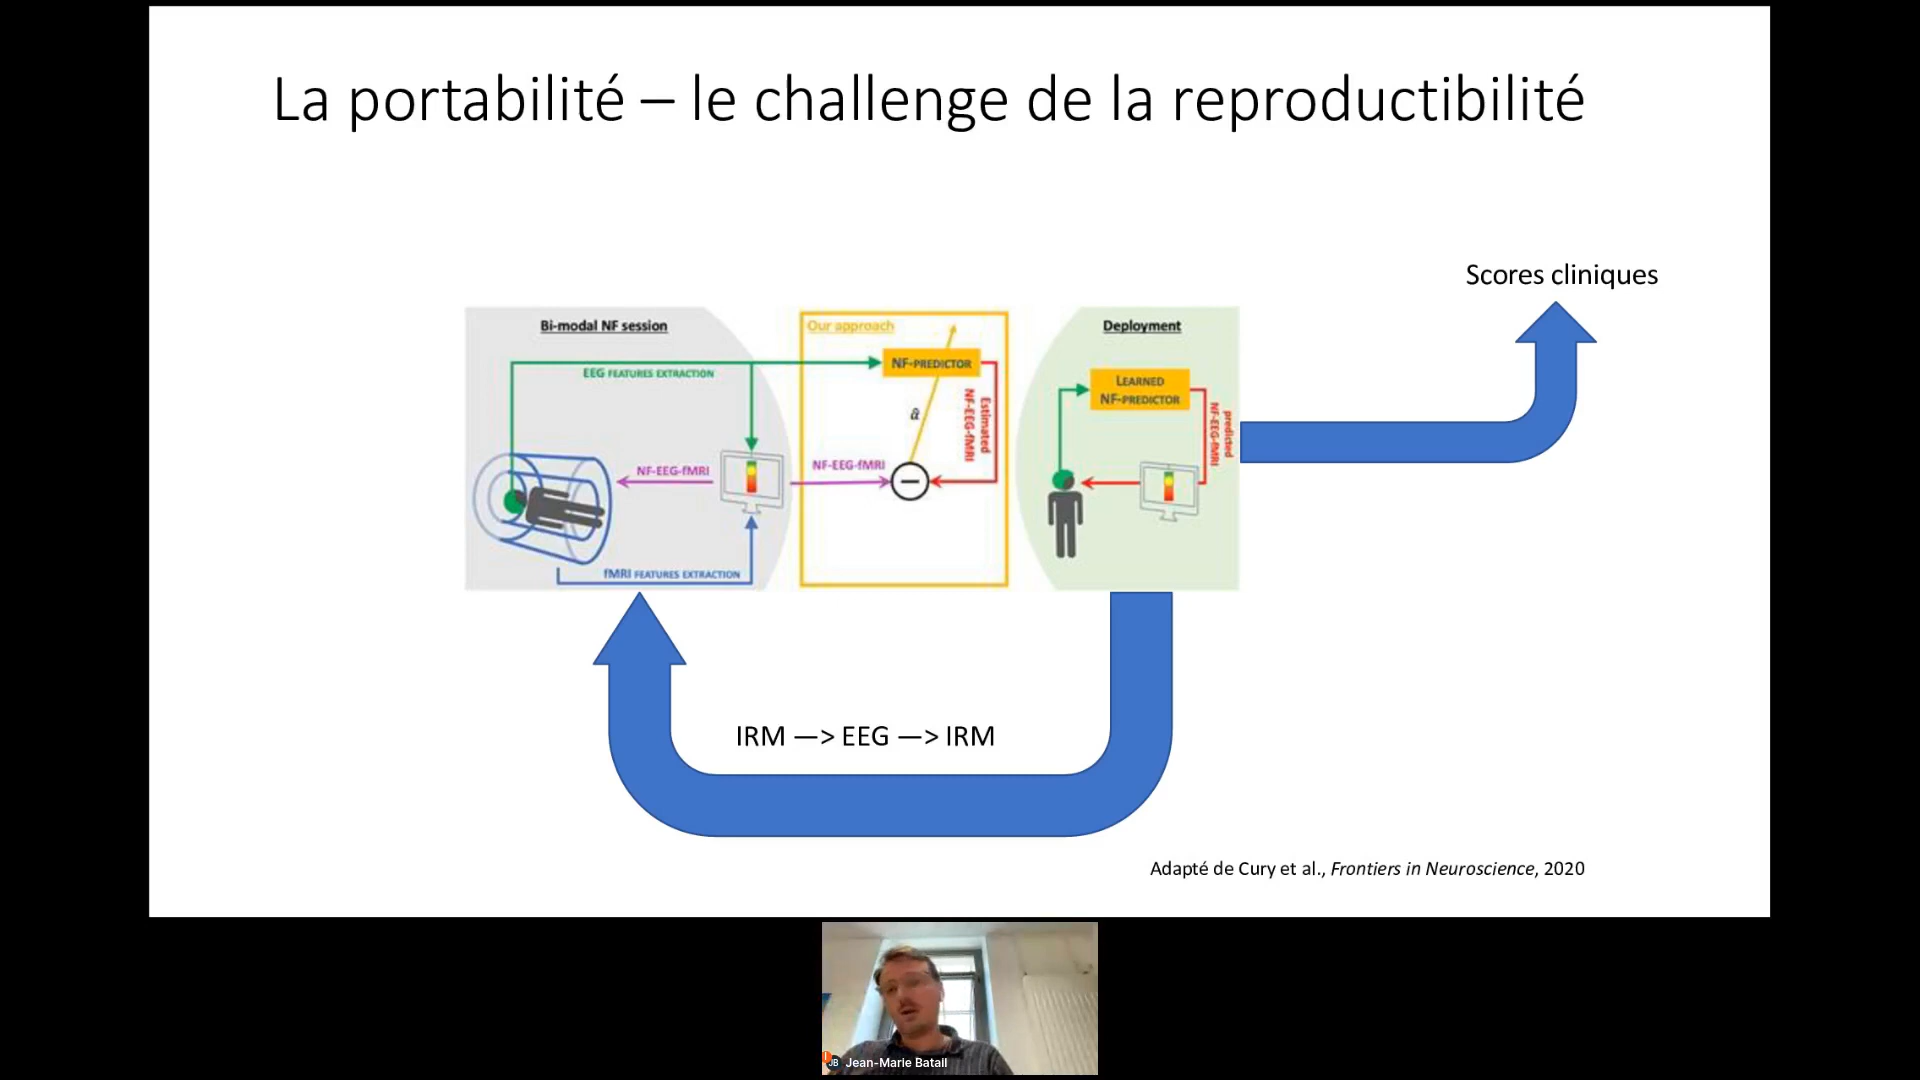 La portabilité – le challenge de la reproductibilité
Scores cliniques
Bi-modal NF session
EEG FEATURES EXTRACTION
NF-EEG-fMRI
fMRI FEATURES EXTRACTION
Our approach
NF-PREDICTOR
Estimated
NF-EEG-fMRI
α̂
NF-EEG-fMRI
Deployment
LEARNED
NF-PREDICTOR
predicted
NF-EEG-fMRI
IRM —> EEG —> IRM
Adapté de Cury et al., Frontiers in Neuroscience, 2020
JB Jean-Marie Batail